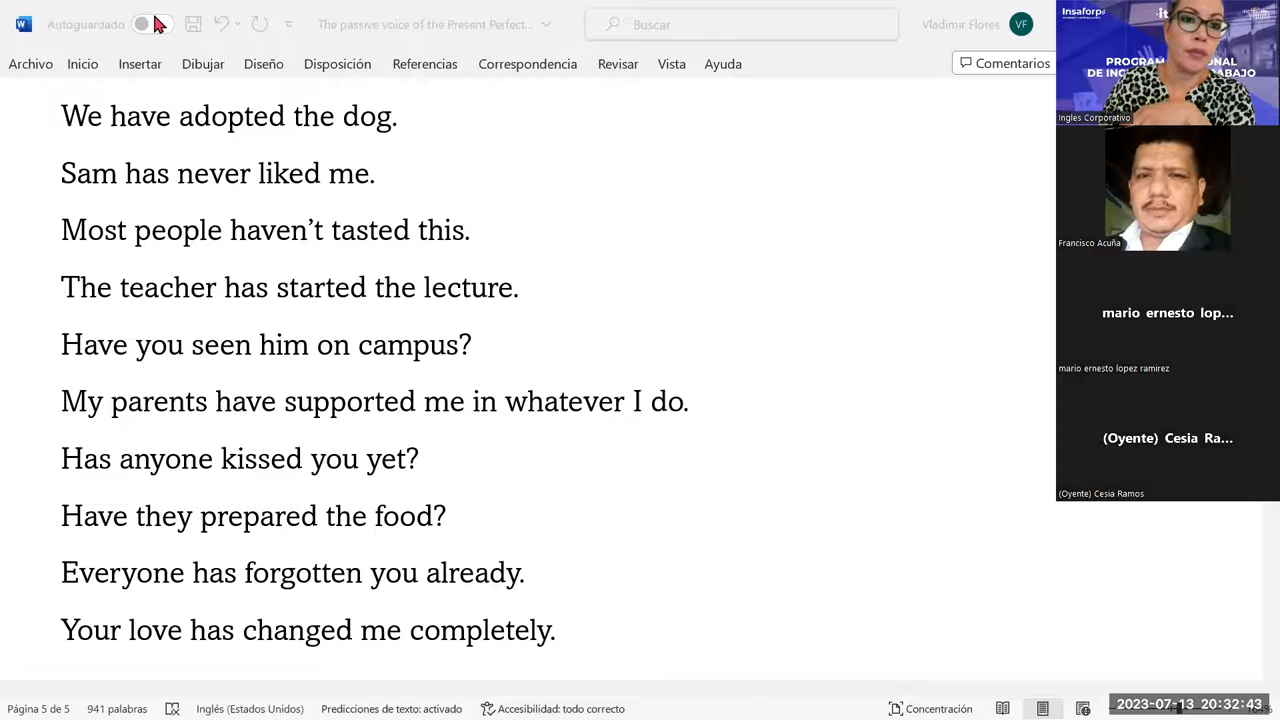 Autoguardado
The passive voice of the Present Perfect...
Buscar
Vladimir Flores
VF
Archivo Inicio Insertar Dibujar Diseño Disposición Referencias Correspondencia Revisar Vista Ayuda
Comentarios
We have adopted the dog.
Sam has never liked me.
Most people haven't tasted this.
The teacher has started the lecture.
Have you seen him on campus?
My parents have supported me in whatever I do.
Has anyone kissed you yet?
Have they prepared the food?
Everyone has forgotten you already.
Your love has changed me completely.
Página 5 de 5 941 palabras Inglés (Estados Unidos) Predicciones de texto: activado Accesibilidad: todo correcto Concentración
Insaforp
·it
Ingles Corporativo
Francisco Acuña
mario ernesto lop...
mario ernesto lopez ramirez
(Oyente) Cesia Ra...
(Oyente) Cesia Ramos
2023-07-13 20:32:43